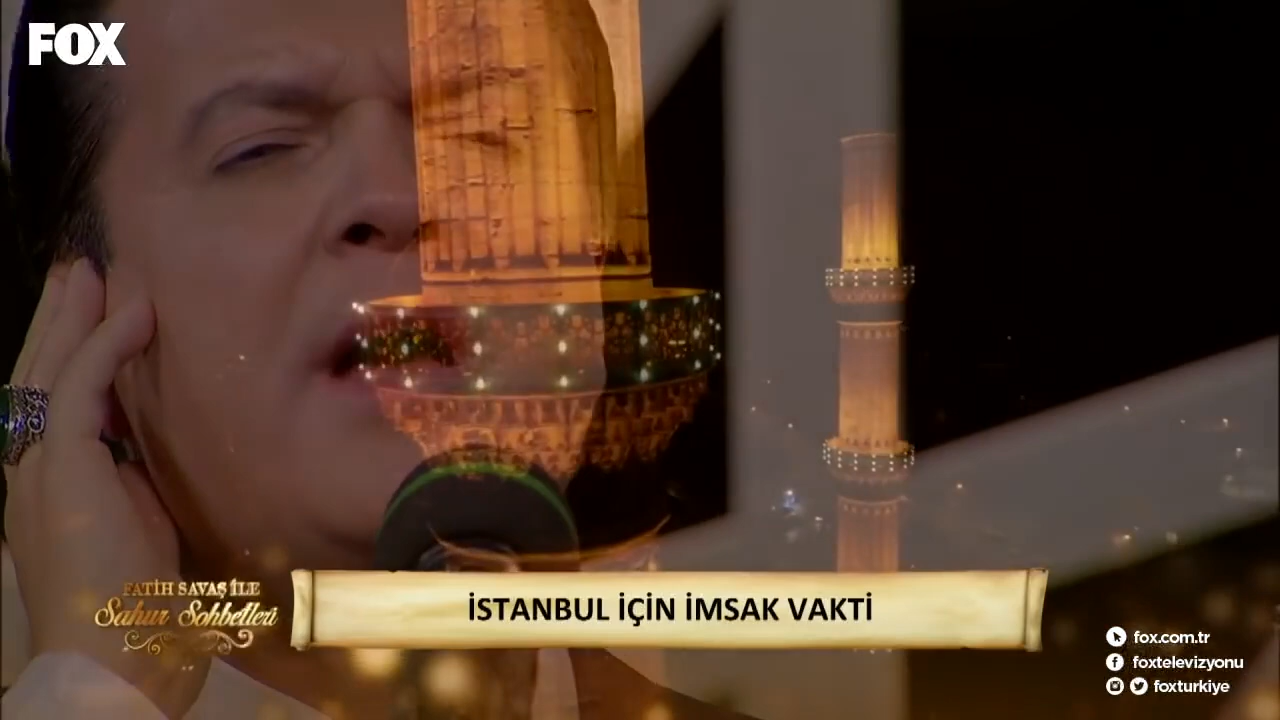 FOX
FATİH SAVAŞ İLE
Sahur Sohbetleri
İSTANBUL İÇİN İMSAK VAKTİ
fox.com.tr
foxtelevizyonu
foxturkiye